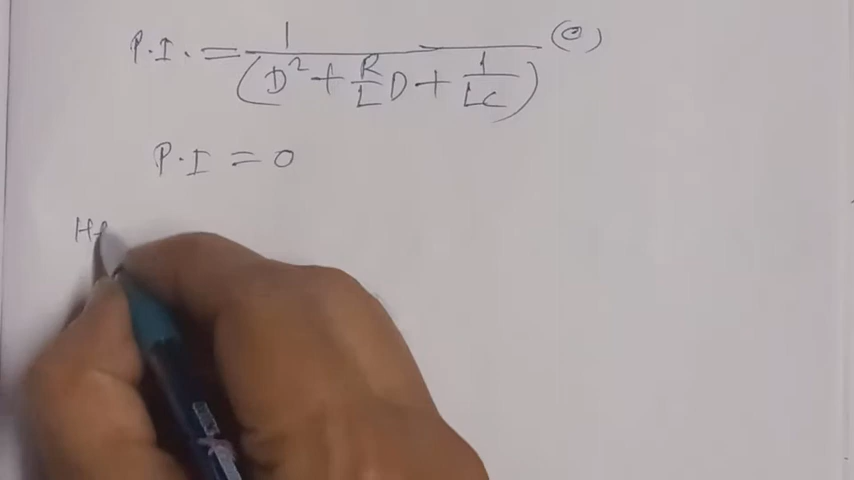 P.I. = 1/(D² + R/L D + 1/LC) (0)
P.I = 0